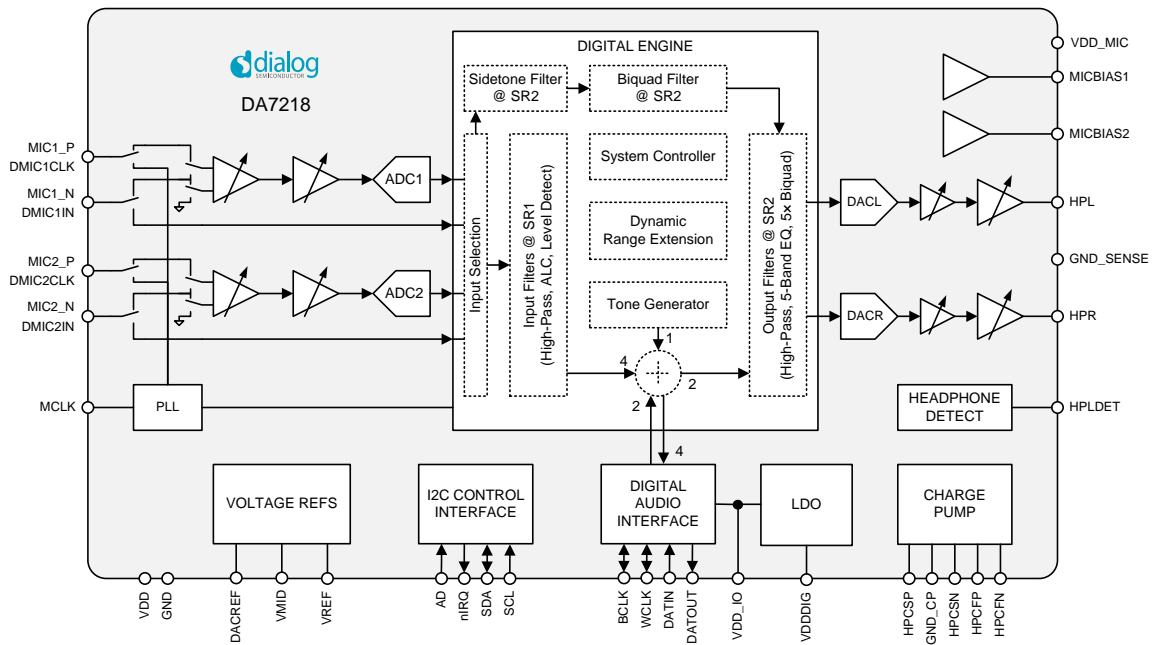 dialog
SEMICONDUCTOR
DA7218
DIGITAL ENGINE
Sidetone Filter
@ SR2
Biquad Filter
@ SR2
System Controller
Dynamic
Range Extension
Tone Generator
Input Selection
Input Filters @ SR1
(High-Pass, ALC, Level Detect)
Output Filters @ SR2
(High-Pass, 5-Band EQ, 5x Biquad)
1
4
2
2
4
MIC1_P
DMIC1CLK
MIC1_N
DMIC1IN
MIC2_P
DMIC2CLK
MIC2_N
DMIC2IN
MCLK
ADC1
ADC2
PLL
DACL
DACR
VDD_MIC
MICBIAS1
MICBIAS2
HPL
GND_SENSE
HPR
HPLDET
HEADPHONE
DETECT
VOLTAGE REFS
I2C CONTROL
INTERFACE
DIGITAL
AUDIO
INTERFACE
LDO
CHARGE
PUMP
VDD
GND
DACREF
VMID
VREF
AD
nIRQ
SDA
SCL
BCLK
WCLK
DATIN
DATOUT
VDD_IO
VDDDIG
HPCSP
GND_CP
HPCSN
HPCFP
HPCFN